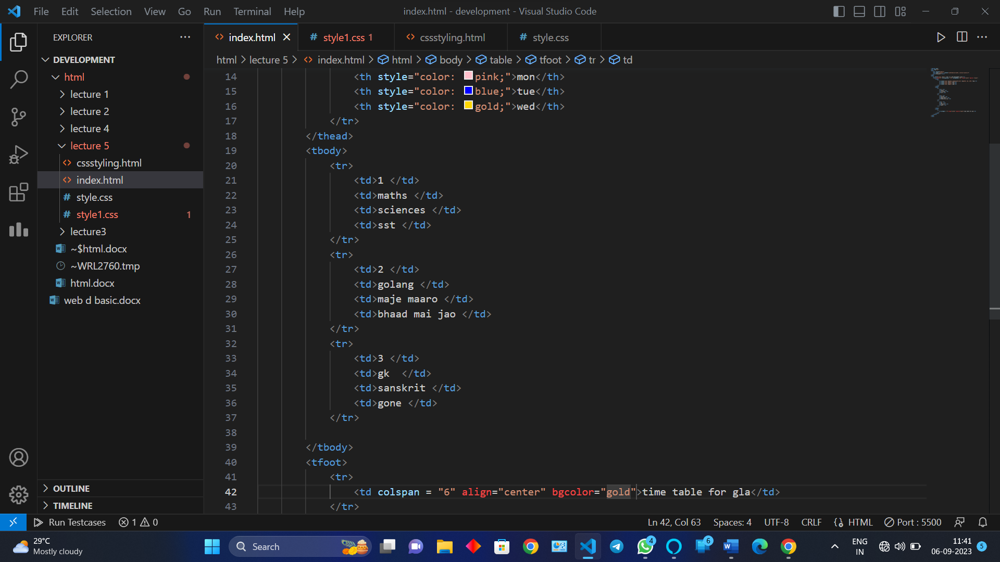 File Edit Selection View Go Run Terminal Help index.html - development - Visual Studio Code
EXPLORER
index.html
style1.css 1
cssstyling.html
style.css
DEVELOPMENT
html > lecture 5 > index.html > html > body > table > tfoot > tr > td
html
lecture 1
lecture 2
lecture 4
lecture 5
cssstyling.html
index.html
style.css
style1.css 1
lecture3
~$html.docx
~WRL2760.tmp
html.docx
web d basic.docx
OUTLINE
TIMELINE
14 <th style="color: pink;">mon</th>
15 <th style="color: blue;">tue</th>
16 <th style="color: gold;">wed</th>
17 </tr>
18 </thead>
19 <tbody>
20 <tr>
21 <td>1 </td>
22 <td>maths </td>
23 <td>sciences </td>
24 <td>sst </td>
25 </tr>
26 <tr>
27 <td>2 </td>
28 <td>golang </td>
29 <td>maje maaro </td>
30 <td>bhaad mai jao </td>
31 </tr>
32 <tr>
33 <td>3 </td>
34 <td>gk  </td>
35 <td>sanskrit </td>
36 <td>gone </td>
37 </tr>
38
39 </tbody>
40 <tfoot>
41 <tr>
42 <td colspan = "6" align="center" bgcolor="gold">time table for gla</td>
43 </tr>
Run Testcases 1 0 Ln 42, Col 63 Spaces: 4 UTF-8 CRLF HTML Port : 5500
29°C
Mostly cloudy
Search
4
6
ENG
IN
11:41
06-09-2023
5